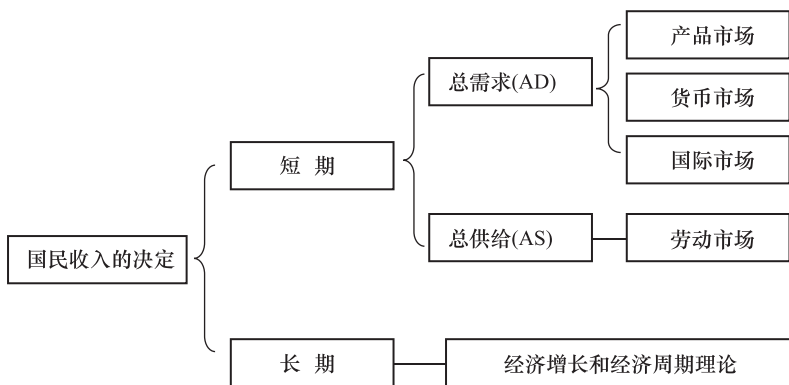 国民收入的决定
短 期
总需求(AD)
产品市场
货币市场
国际市场
总供给(AS)
劳动市场
长 期
经济增长和经济周期理论